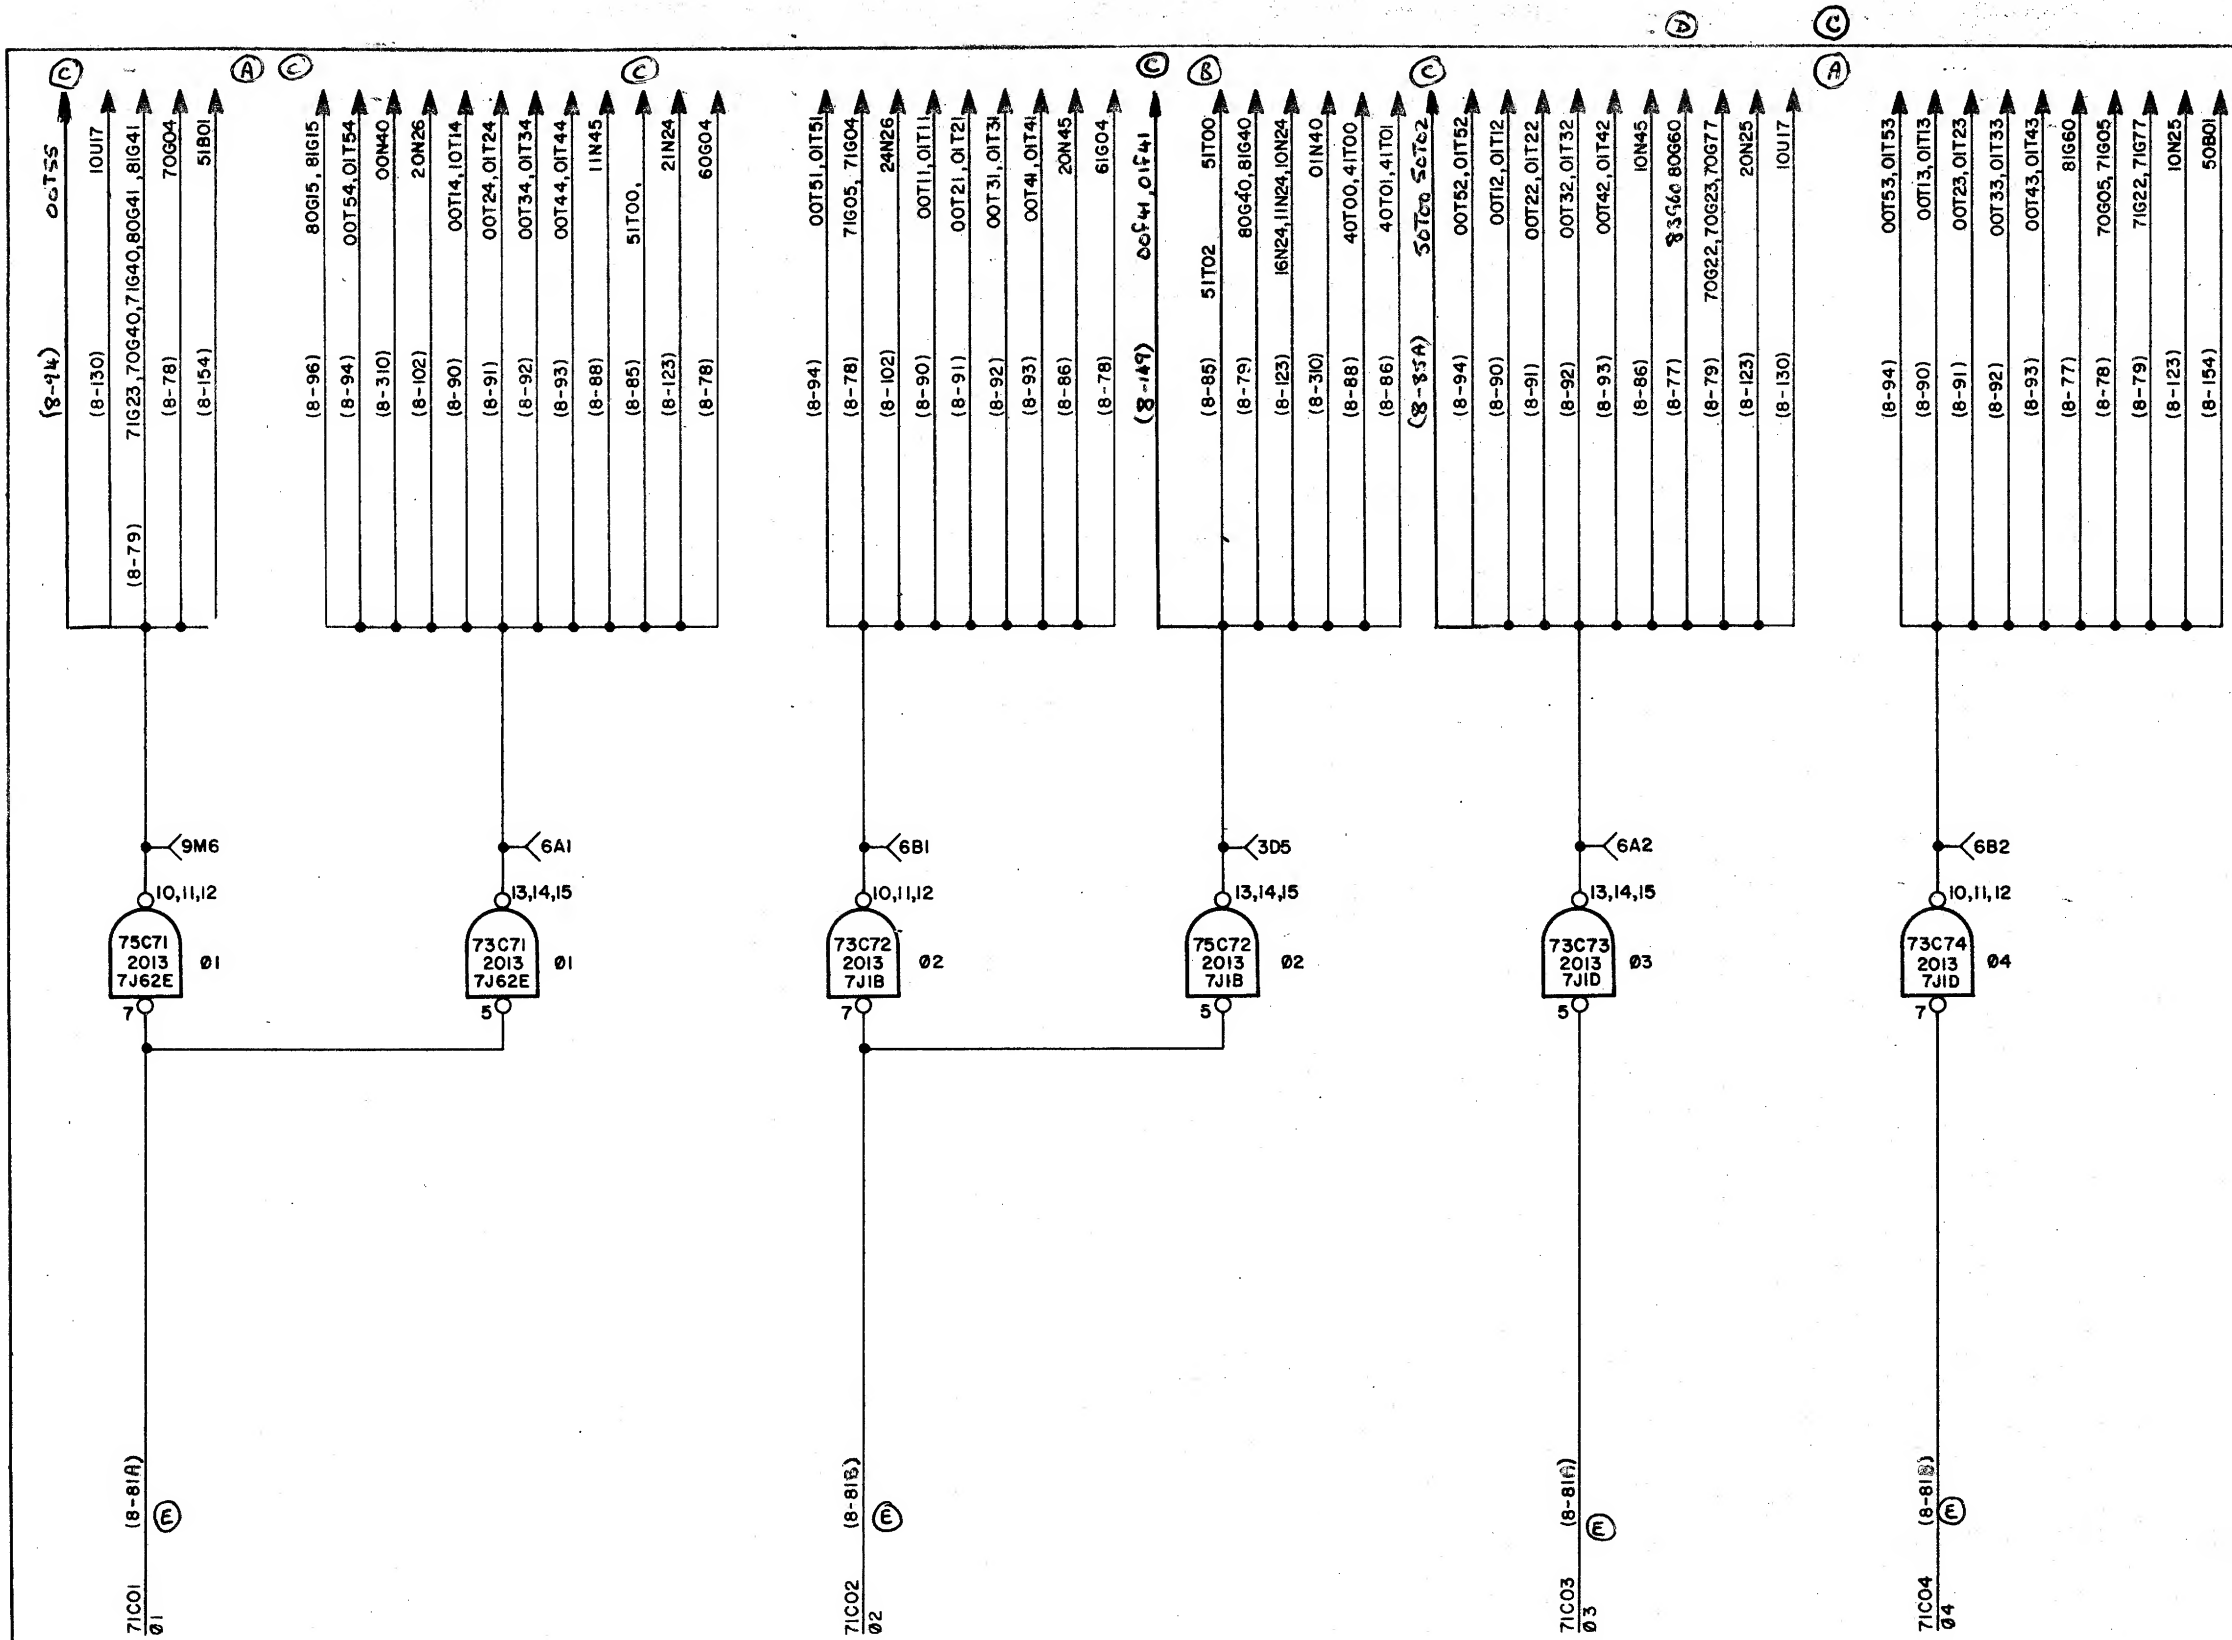 D
C
C
A
C
C
C
B
C
A
00T55
10U17
71G23,70G40,71G40,80G41,81G41
70G04
51B01
80G15,81G15
00T54,01T54
00N40
20N26
00T14,10T14
00T24,01T24
00T34,01T34
00T44,01T44
11N45
51T00,
21N24
60G04
00T51,01T51
71G05, 71G04
24N26
00T11,01T11
00T21,01T21
00T31,01T31
00T41,01T41
20N45
61G04
00F41,01F41
51T02 51T00
80G40,81G40
16N24,11N24,10N24
01N40
40T00,41T00
40T01,41T01
50T00 50T02
00T52,01T52
00T12,01T12
00T22,01T22
00T32,01T32
00T42,01T42
10N45
83G60 80G60
70G22,70G23,70G77
20N25
10U17
00T53,01T53
00T13,01T13
00T23,01T23
00T33,01T33
00T43,01T43
81G60
70G05,71G05
71G22,71G77
10N25
50B01
(8-94)
(8-130)
(8-79)
(8-78)
(8-154)
(8-96)
(8-94)
(8-310)
(8-102)
(8-90)
(8-91)
(8-92)
(8-93)
(8-88)
(8-85)
(8-123)
(8-78)
(8-94)
(8-78)
(8-102)
(8-90)
(8-91)
(8-92)
(8-93)
(8-86)
(8-78)
(8-149)
(8-85)
(8-79)
(8-123)
(8-310)
(8-88)
(8-86)
(8-85A)
(8-94)
(8-90)
(8-91)
(8-92)
(8-93)
(8-86)
(8-77)
(8-79)
(8-123)
(8-130)
(8-94)
(8-90)
(8-91)
(8-92)
(8-93)
(8-77)
(8-78)
(8-79)
(8-123)
(8-154)
9M6
6A1
6B1
3D5
6A2
6B2
10,11,12
13,14,15
10,11,12
13,14,15
13,14,15
10,11,12
75C71
2013
7J62E
Ø1
73C71
2013
7J62E
Ø1
73C72
2013
7J1B
Ø2
75C72
2013
7J1B
Ø2
73C73
2013
7J1D
Ø3
73C74
2013
7J1D
Ø4
7
5
7
5
5
7
(8-81A)
E
(8-81B)
E
(8-81A)
E
(8-81B)
E
71C01
Ø1
71C02
Ø2
71C03
Ø3
71C04
Ø4